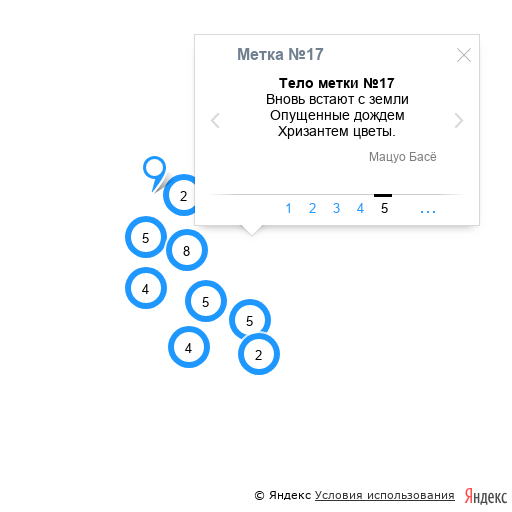 Метка №17
Тело метки №17
Вновь встают с земли
Опущенные дождем
Хризантем цветы.
Мацуо Басё
1 2 3 4 5 ...
2
5
8
4
5
5
4
2
© Яндекс Условия использования Яндекс